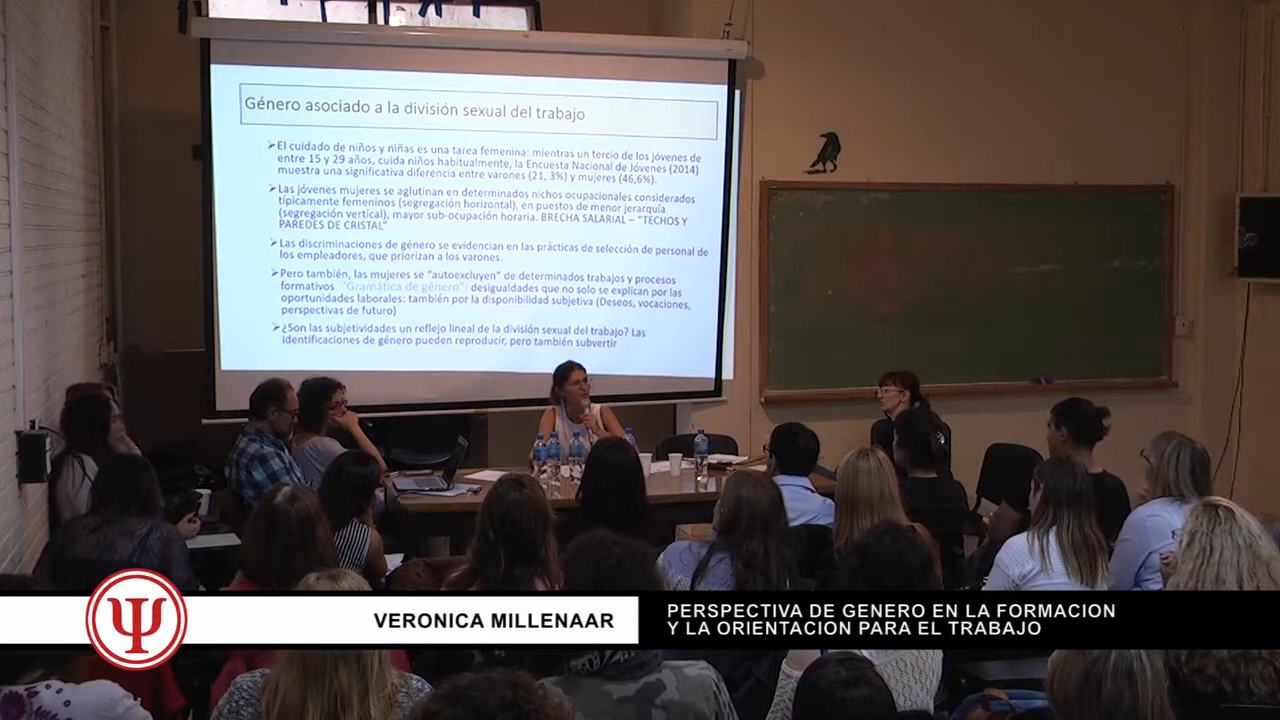 Género asociado a la división sexual del trabajo
➢El cuidado de niños y niñas es una tarea femenina: mientras un tercio de los jóvenes de
entre 15 y 29 años, cuida niños habitualmente, la Encuesta Nacional de Jóvenes (2014)
muestra una significativa diferencia entre varones (21, 3%) y mujeres (46,6%).
➢Las jóvenes mujeres se aglutinan en determinados nichos ocupacionales considerados
típicamente femeninos (segregación horizontal), en puestos de menor jerarquía
(segregación vertical), mayor sub-ocupación horaria. BRECHA SALARIAL – "TECHOS Y
PAREDES DE CRISTAL"
➢Las discriminaciones de género se evidencian en las prácticas de selección de personal de
los empleadores, que priorizan a los varones.
➢Pero también, las mujeres se "autoexcluyen" de determinados trabajos y procesos
formativos. "Gramática de género": desigualdades que no solo se explican por las
oportunidades laborales: también por la disponibilidad subjetiva (Deseos, vocaciones,
perspectivas de futuro)
➢¿Son las subjetividades un reflejo lineal de la división sexual del trabajo? Las
identificaciones de género pueden reproducir, pero también subvertir
Ψ
VERONICA MILLENAAR
PERSPECTIVA DE GENERO EN LA FORMACION
Y LA ORIENTACION PARA EL TRABAJO